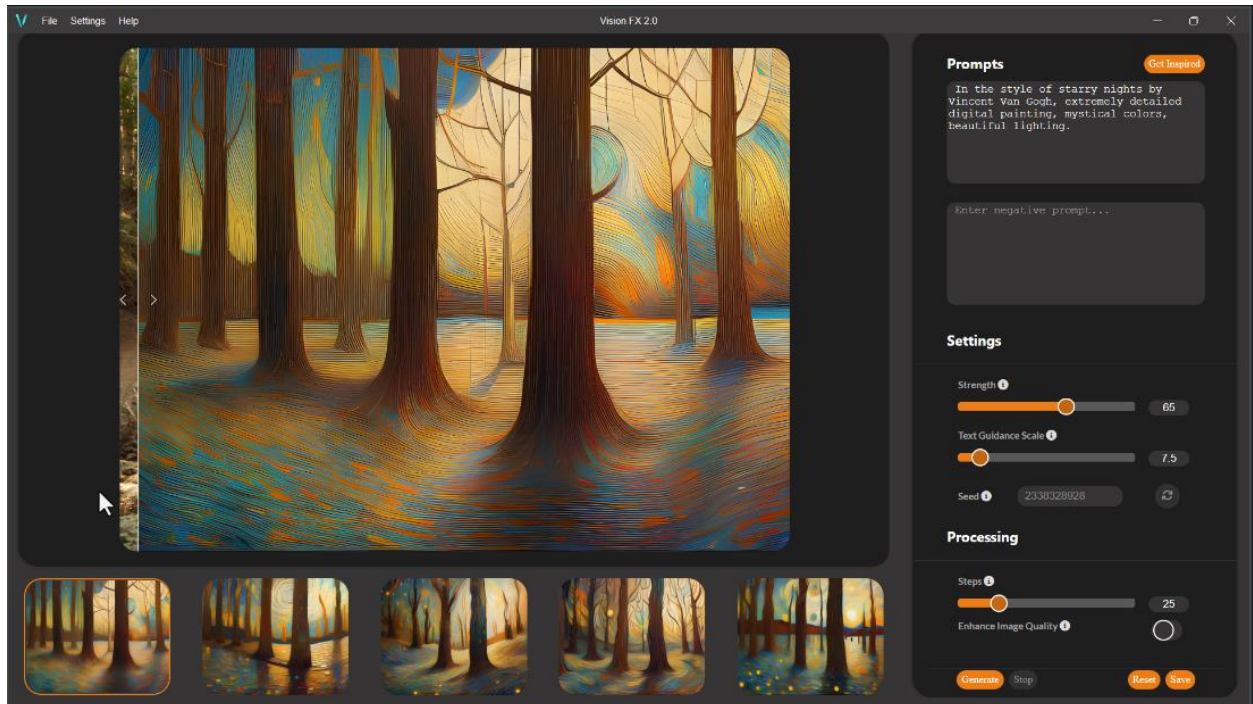 File Settings Help
Vision FX 2.0
Prompts
Get Inspired
In the style of starry nights by
Vincent Van Gogh, extremely detailed
digital painting, mystical colors,
beautiful lighting.
Enter negative prompt...
Settings
Strength
65
Text Guidance Scale
7.5
Seed 2338328928
Processing
Steps
25
Enhance Image Quality
Generate Stop Reset Save